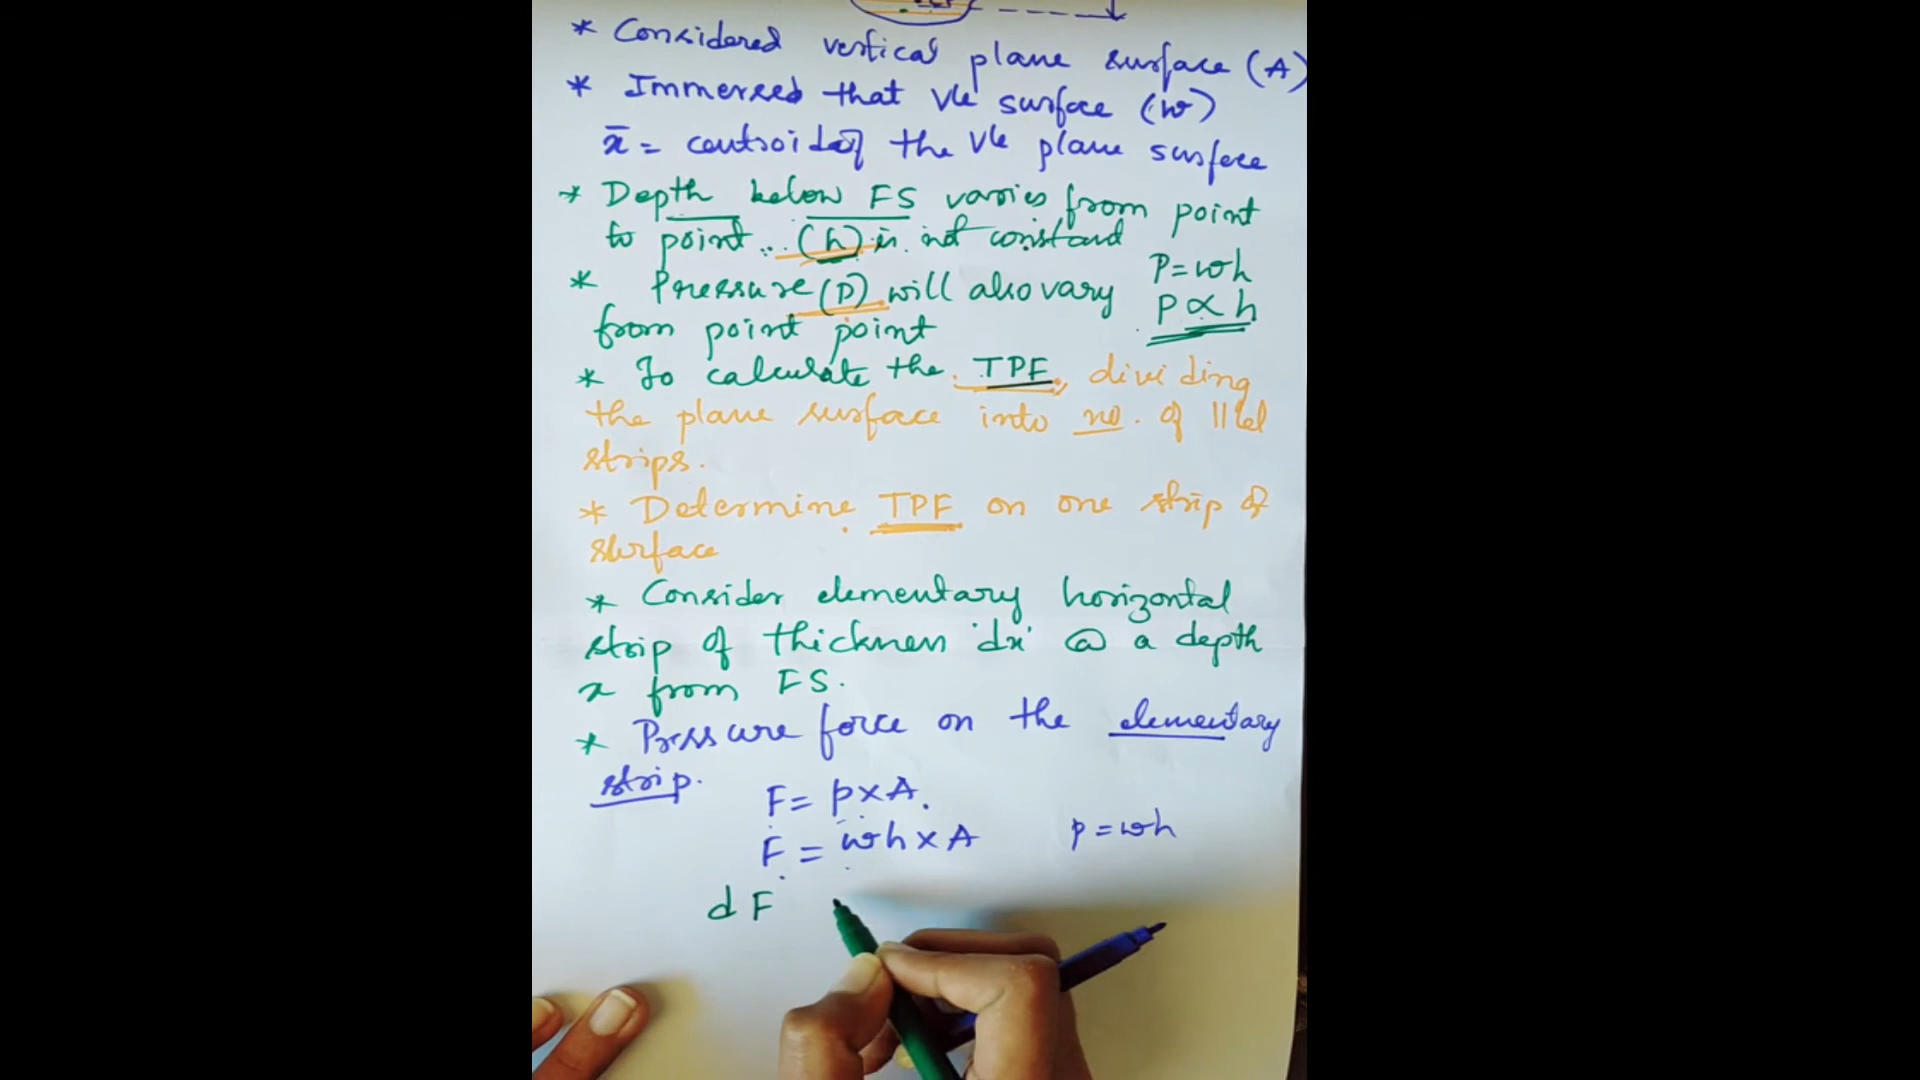 * Considered vertical plane surface (A)
* Immersed that Vle surface (w)
x̄ = centroid of the Vle plane surface
* Depth below FS varies from point
to point.. (h) is not constant
* Pressure (P) will also vary P = wh
from point point P ∝ h
* To calculate the TPF, dividing
the plane surface into no. of ||lel
strips.
* Determine TPF on one strip of
surface
* Consider elementary horizontal
strip of thickness 'dx' @ a depth
x from FS.
* Pressure force on the elementary
strip.
F = p × A.
F = wh × A p = wh
dF